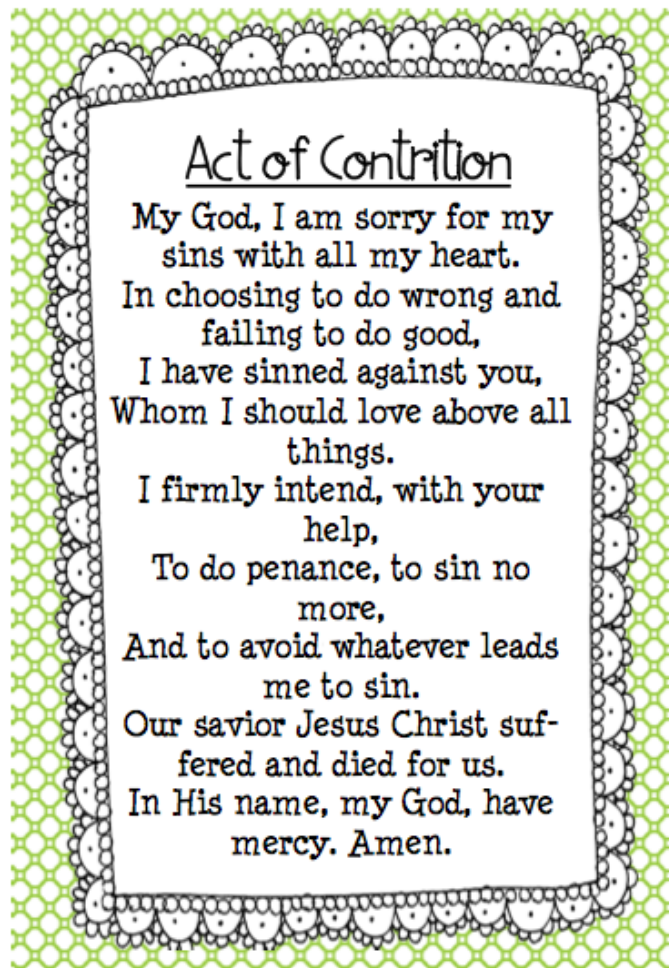 Act of Contrition
My God, I am sorry for my
sins with all my heart.
In choosing to do wrong and
failing to do good,
I have sinned against you,
Whom I should love above all
things.
I firmly intend, with your
help,
To do penance, to sin no
more,
And to avoid whatever leads
me to sin.
Our savior Jesus Christ suf-
fered and died for us.
In His name, my God, have
mercy. Amen.